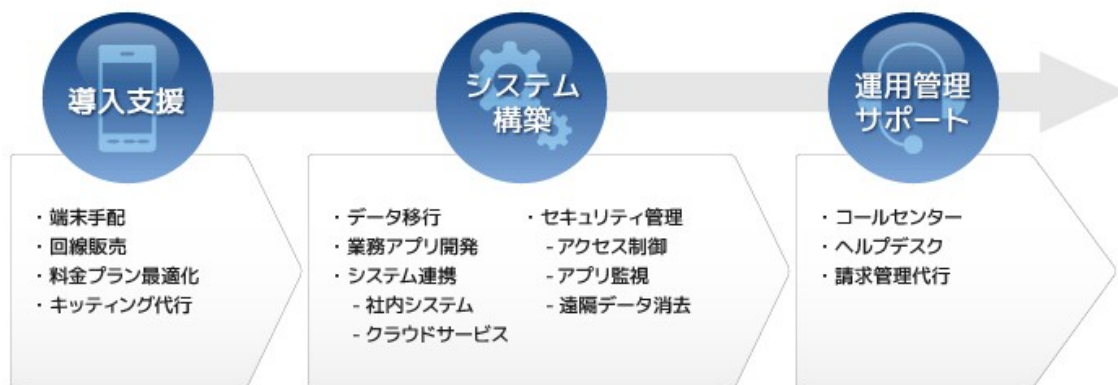 導入支援
・端末手配
・回線販売
・料金プラン最適化
・キッティング代行
システム
構築
・データ移行
・業務アプリ開発
・システム連携
- 社内システム
- クラウドサービス
・セキュリティ管理
- アクセス制御
- アプリ監視
- 遠隔データ消去
運用管理
サポート
・コールセンター
・ヘルプデスク
・請求管理代行